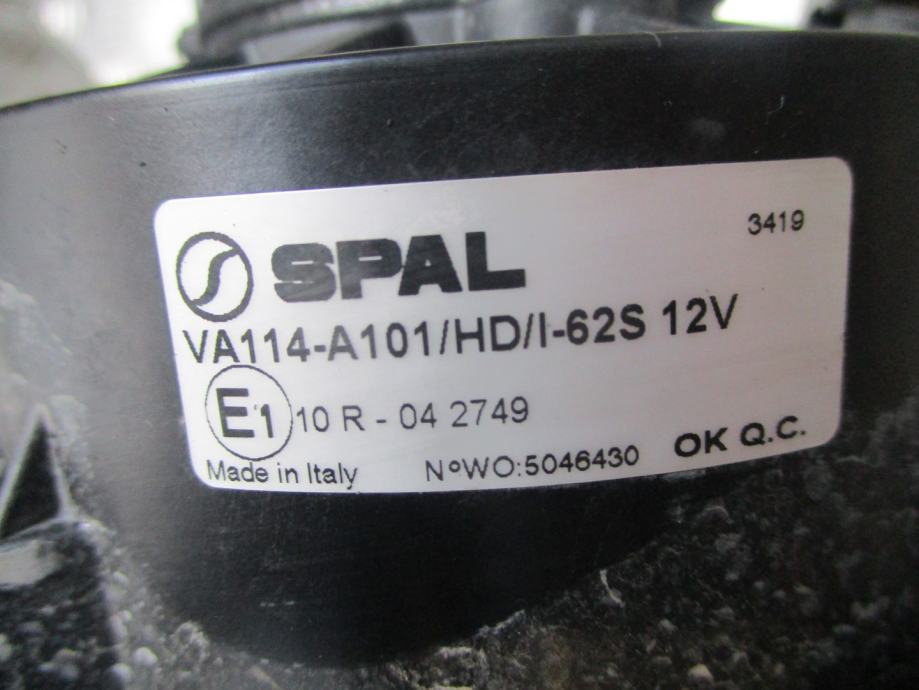 SPAL 3419
VA114-A101/HD/I-62S 12V
E1 10 R - 04 2749
Made in Italy N°WO:5046430 OK Q.C.